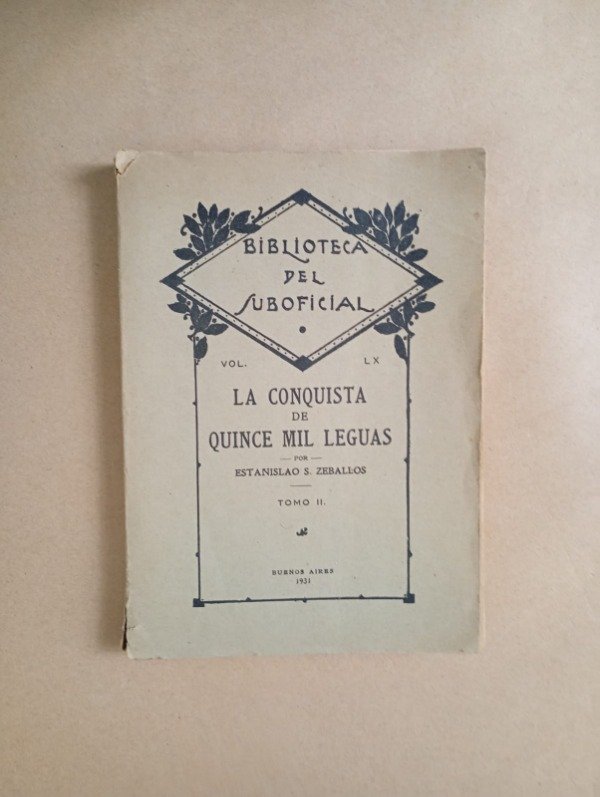 BIBLIOTECA
DEL
SUBOFICIAL
VOL. LX
LA CONQUISTA
DE
QUINCE MIL LEGUAS
— POR —
ESTANISLAO S. ZEBALLOS
TOMO II.
BUENOS AIRES
1931